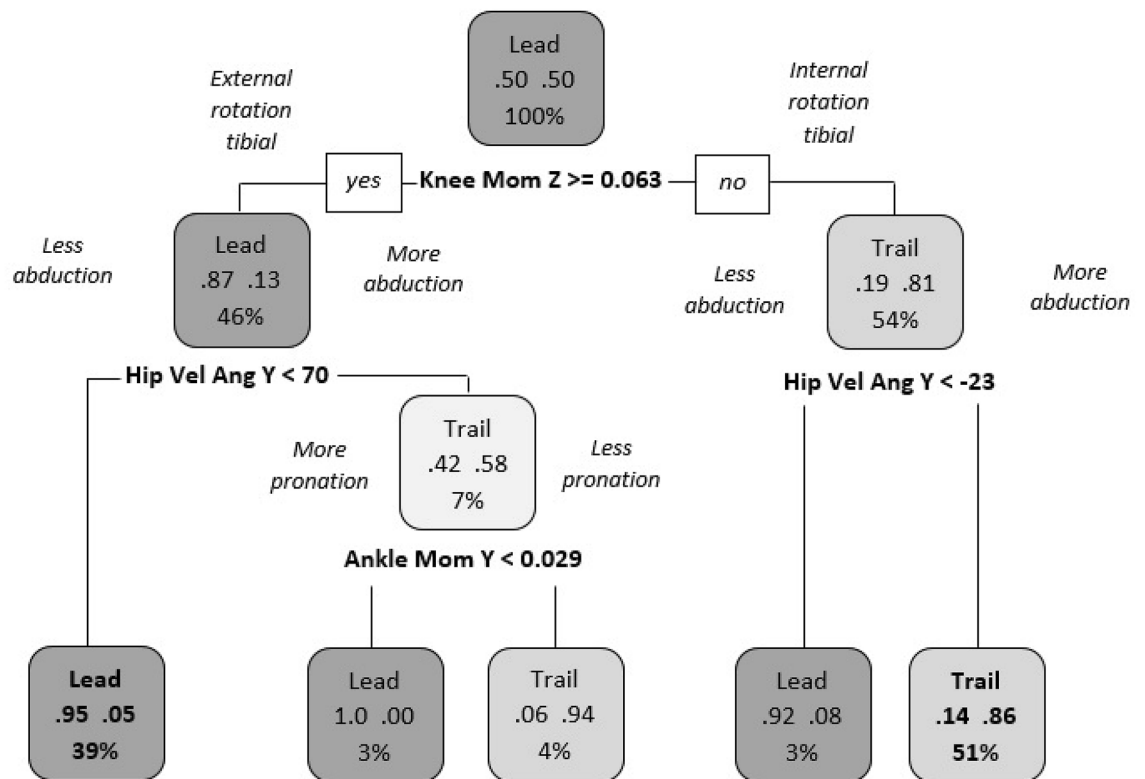 Lead
.50 .50
100%
External
rotation
tibial
Internal
rotation
tibial
yes
Knee Mom Z >= 0.063
no
Less
abduction
Lead
.87 .13
46%
More
abduction
Less
abduction
Trail
.19 .81
54%
More
abduction
Hip Vel Ang Y < 70
Hip Vel Ang Y < -23
More
pronation
Trail
.42 .58
7%
Less
pronation
Ankle Mom Y < 0.029
Lead
.95 .05
39%
Lead
1.0 .00
3%
Trail
.06 .94
4%
Lead
.92 .08
3%
Trail
.14 .86
51%